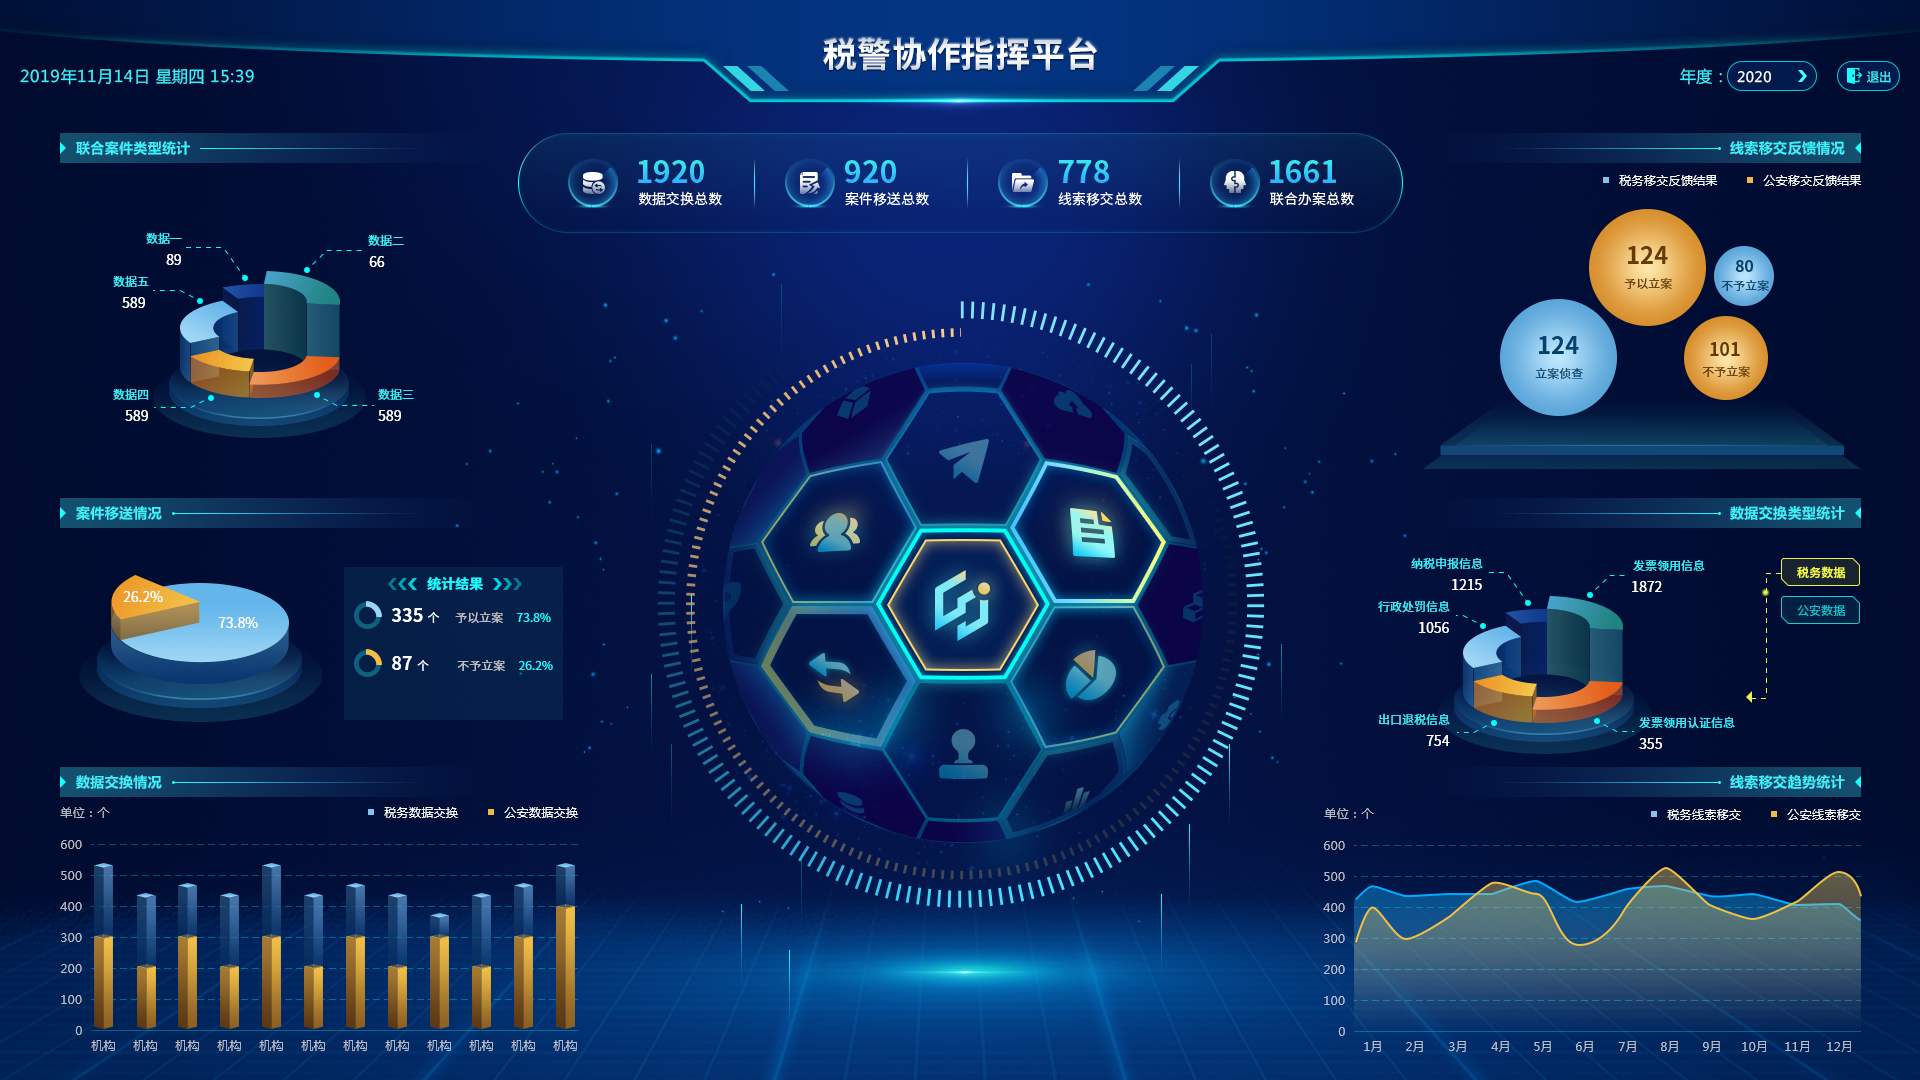 税警协作指挥平台
2019年11月14日 星期四 15:39
年度：
2020
退出
联合案件类型统计
数据一
89
数据二
66
数据五
589
数据四
589
数据三
589
1920
数据交换总数
920
案件移送总数
778
线索移交总数
1661
联合办案总数
线索移交反馈情况
税务移交反馈结果
公安移交反馈结果
124
予以立案
80
不予立案
124
立案侦查
101
不予立案
案件移送情况
26.2%
73.8%
统计结果
335 个 予以立案 73.8%
87 个 不予立案 26.2%
数据交换类型统计
纳税申报信息
1215
发票领用信息
1872
行政处罚信息
1056
出口退税信息
754
发票领用认证信息
355
税务数据
公安数据
数据交换情况
单位：个
税务数据交换
公安数据交换
600
500
400
300
200
100
0
机构 机构 机构 机构 机构 机构 机构 机构 机构 机构 机构 机构
线索移交趋势统计
单位：个
税务线索移交
公安线索移交
600
500
400
300
200
100
0
1月 2月 3月 4月 5月 6月 7月 8月 9月 10月 11月 12月